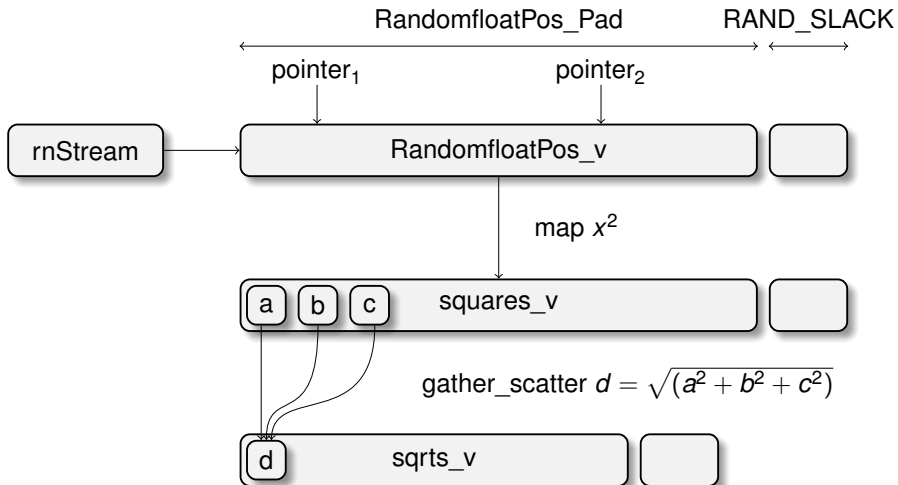 RandomfloatPos_Pad RAND_SLACK
pointer₁ pointer₂
rnStream RandomfloatPos_v
map x²
a b c squares_v
gather_scatter d = √(a² + b² + c²)
d sqrts_v